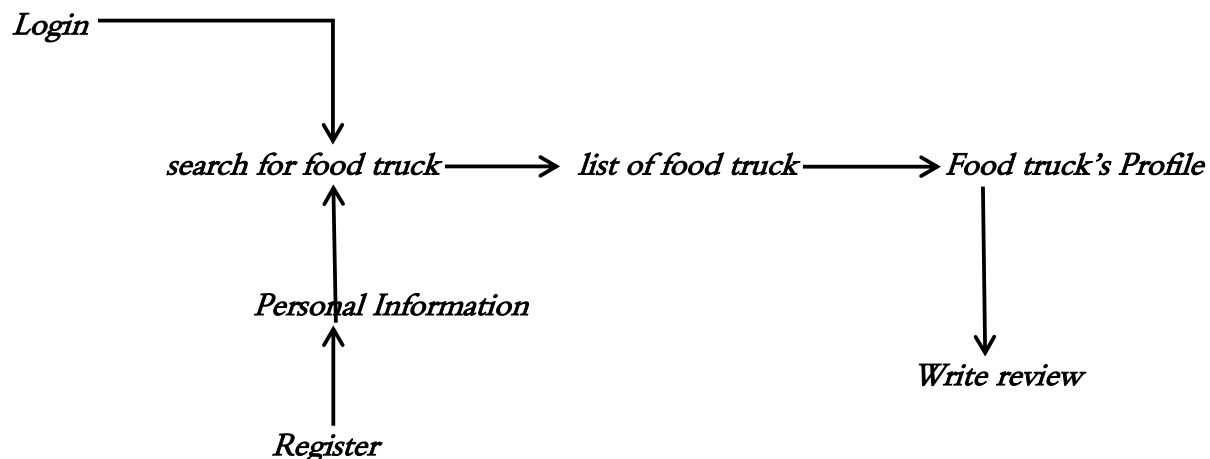 Login
search for food truck
list of food truck
Food truck's Profile
Personal Information
Write review
Register